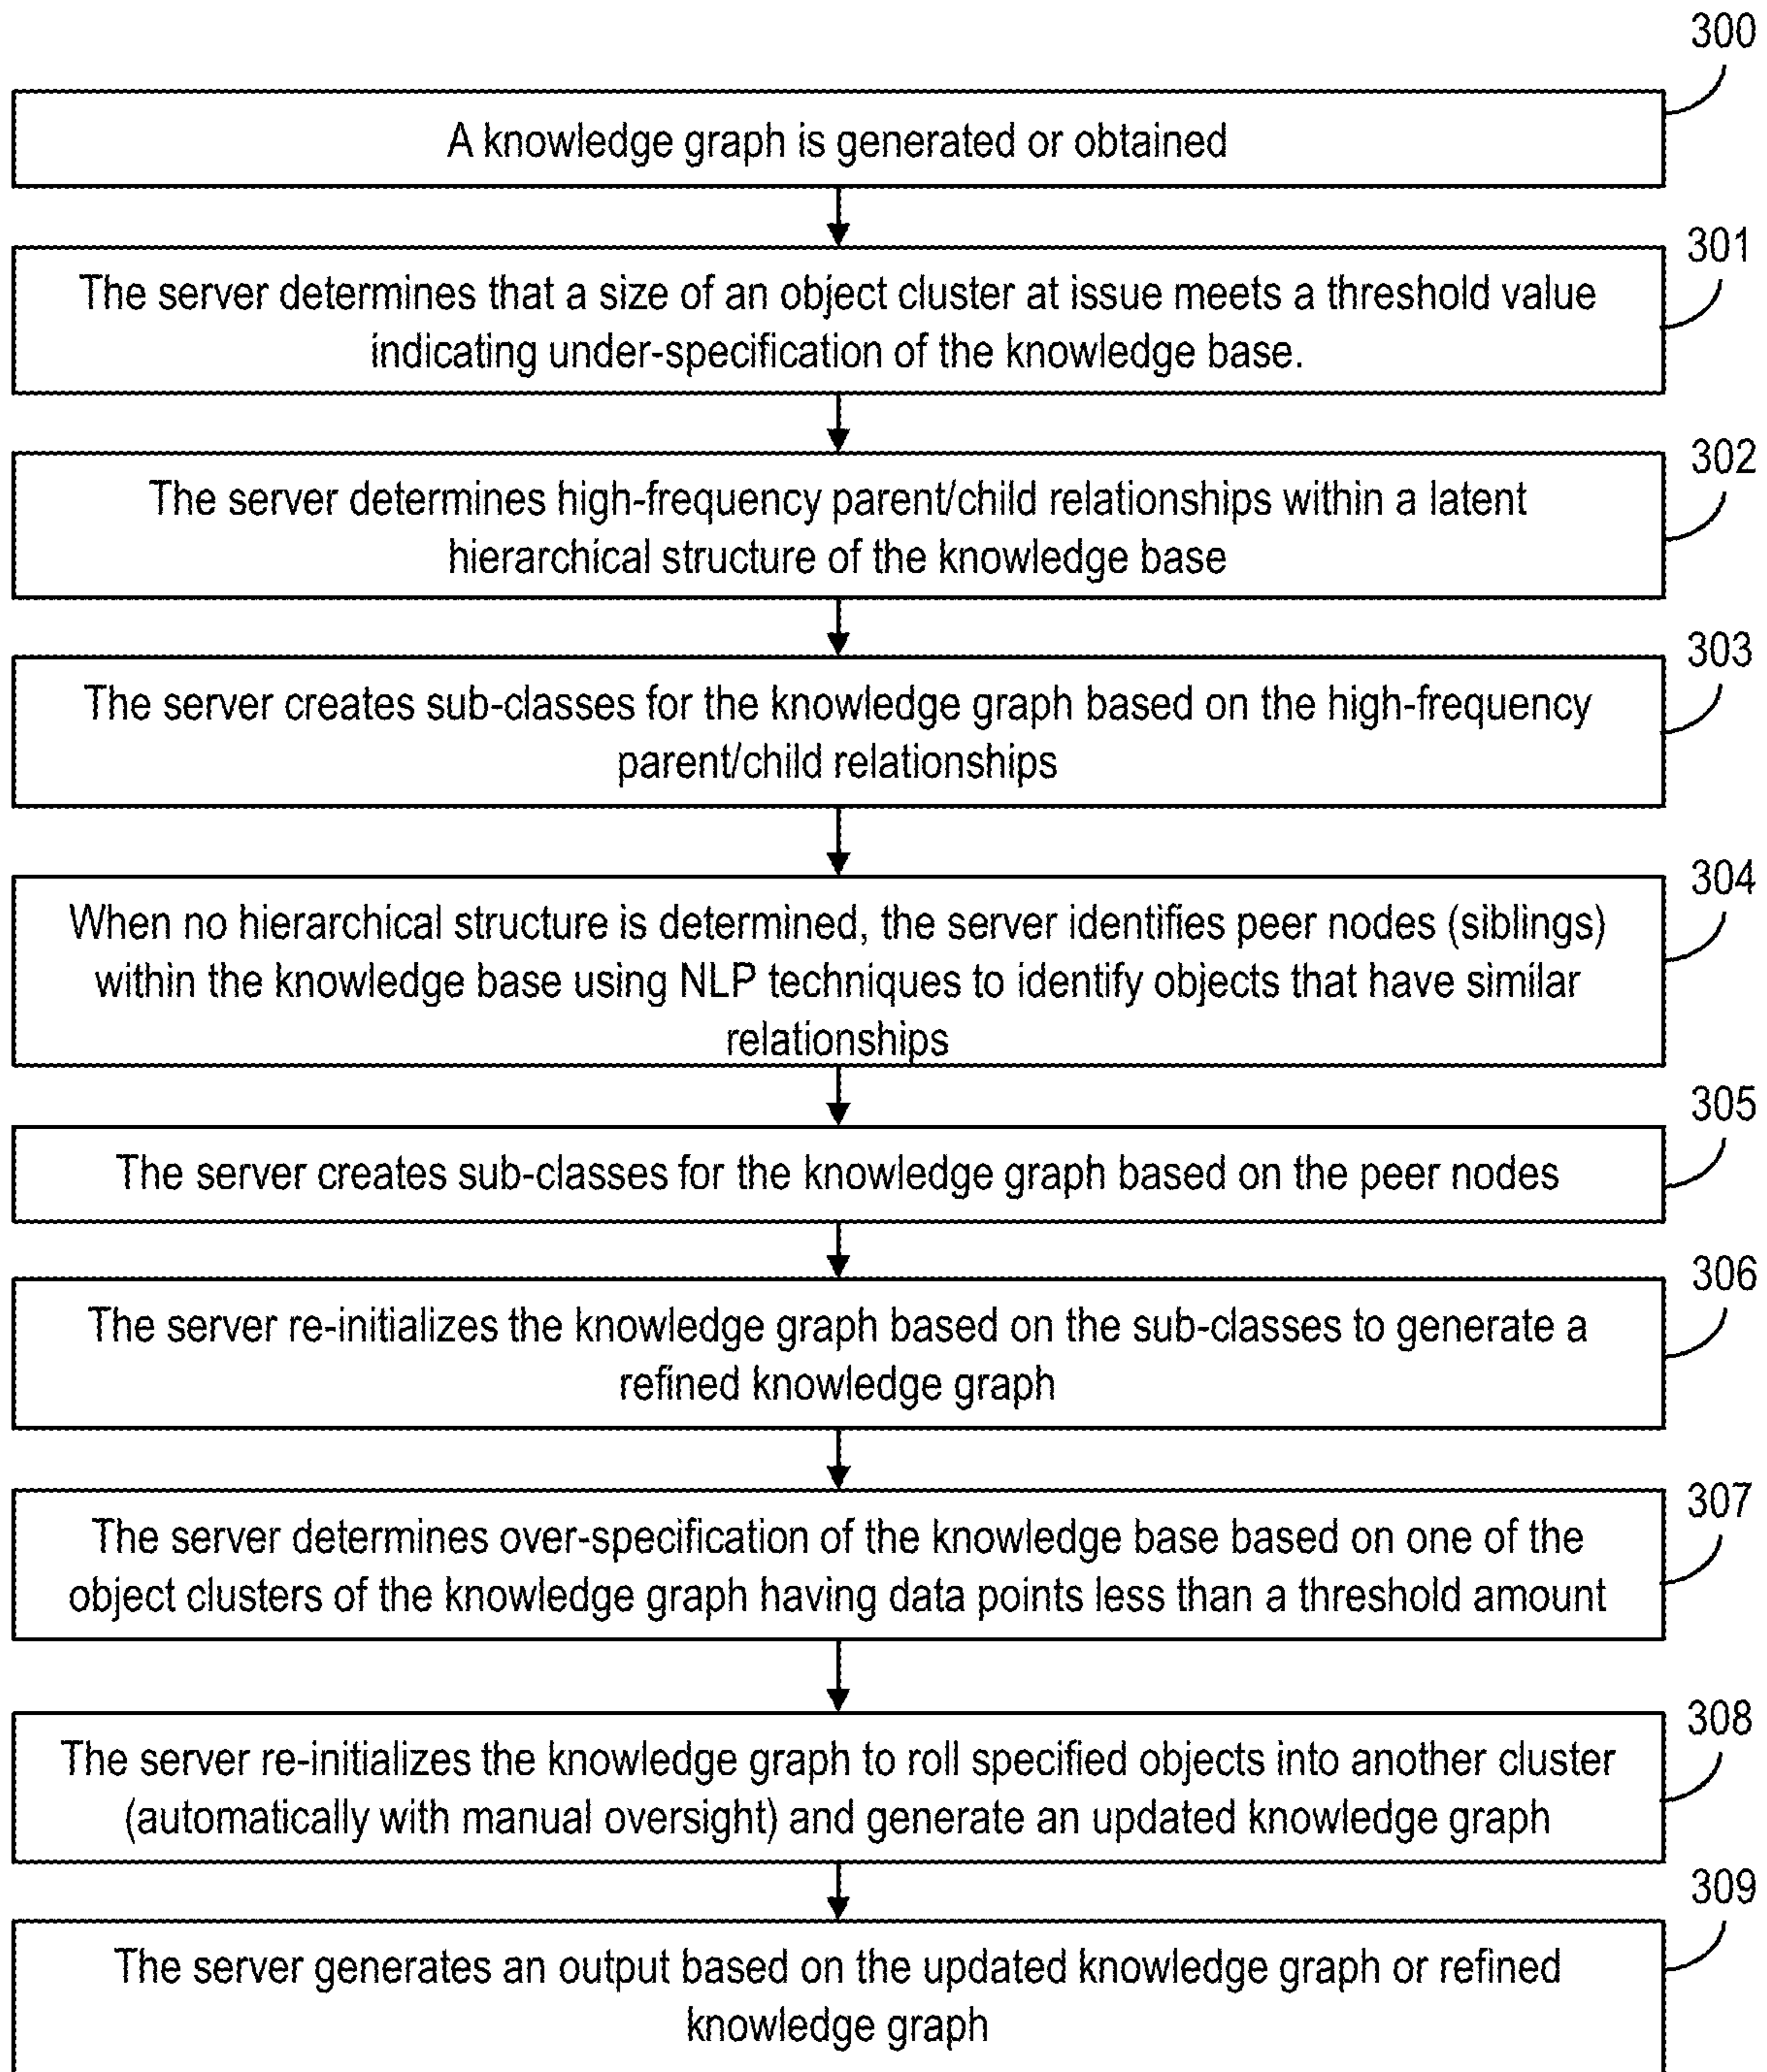 300
A knowledge graph is generated or obtained
301
The server determines that a size of an object cluster at issue meets a threshold value
indicating under-specification of the knowledge base.
302
The server determines high-frequency parent/child relationships within a latent
hierarchical structure of the knowledge base
303
The server creates sub-classes for the knowledge graph based on the high-frequency
parent/child relationships
304
When no hierarchical structure is determined, the server identifies peer nodes (siblings)
within the knowledge base using NLP techniques to identify objects that have similar
relationships
305
The server creates sub-classes for the knowledge graph based on the peer nodes
306
The server re-initializes the knowledge graph based on the sub-classes to generate a
refined knowledge graph
307
The server determines over-specification of the knowledge base based on one of the
object clusters of the knowledge graph having data points less than a threshold amount
308
The server re-initializes the knowledge graph to roll specified objects into another cluster
(automatically with manual oversight) and generate an updated knowledge graph
309
The server generates an output based on the updated knowledge graph or refined
knowledge graph